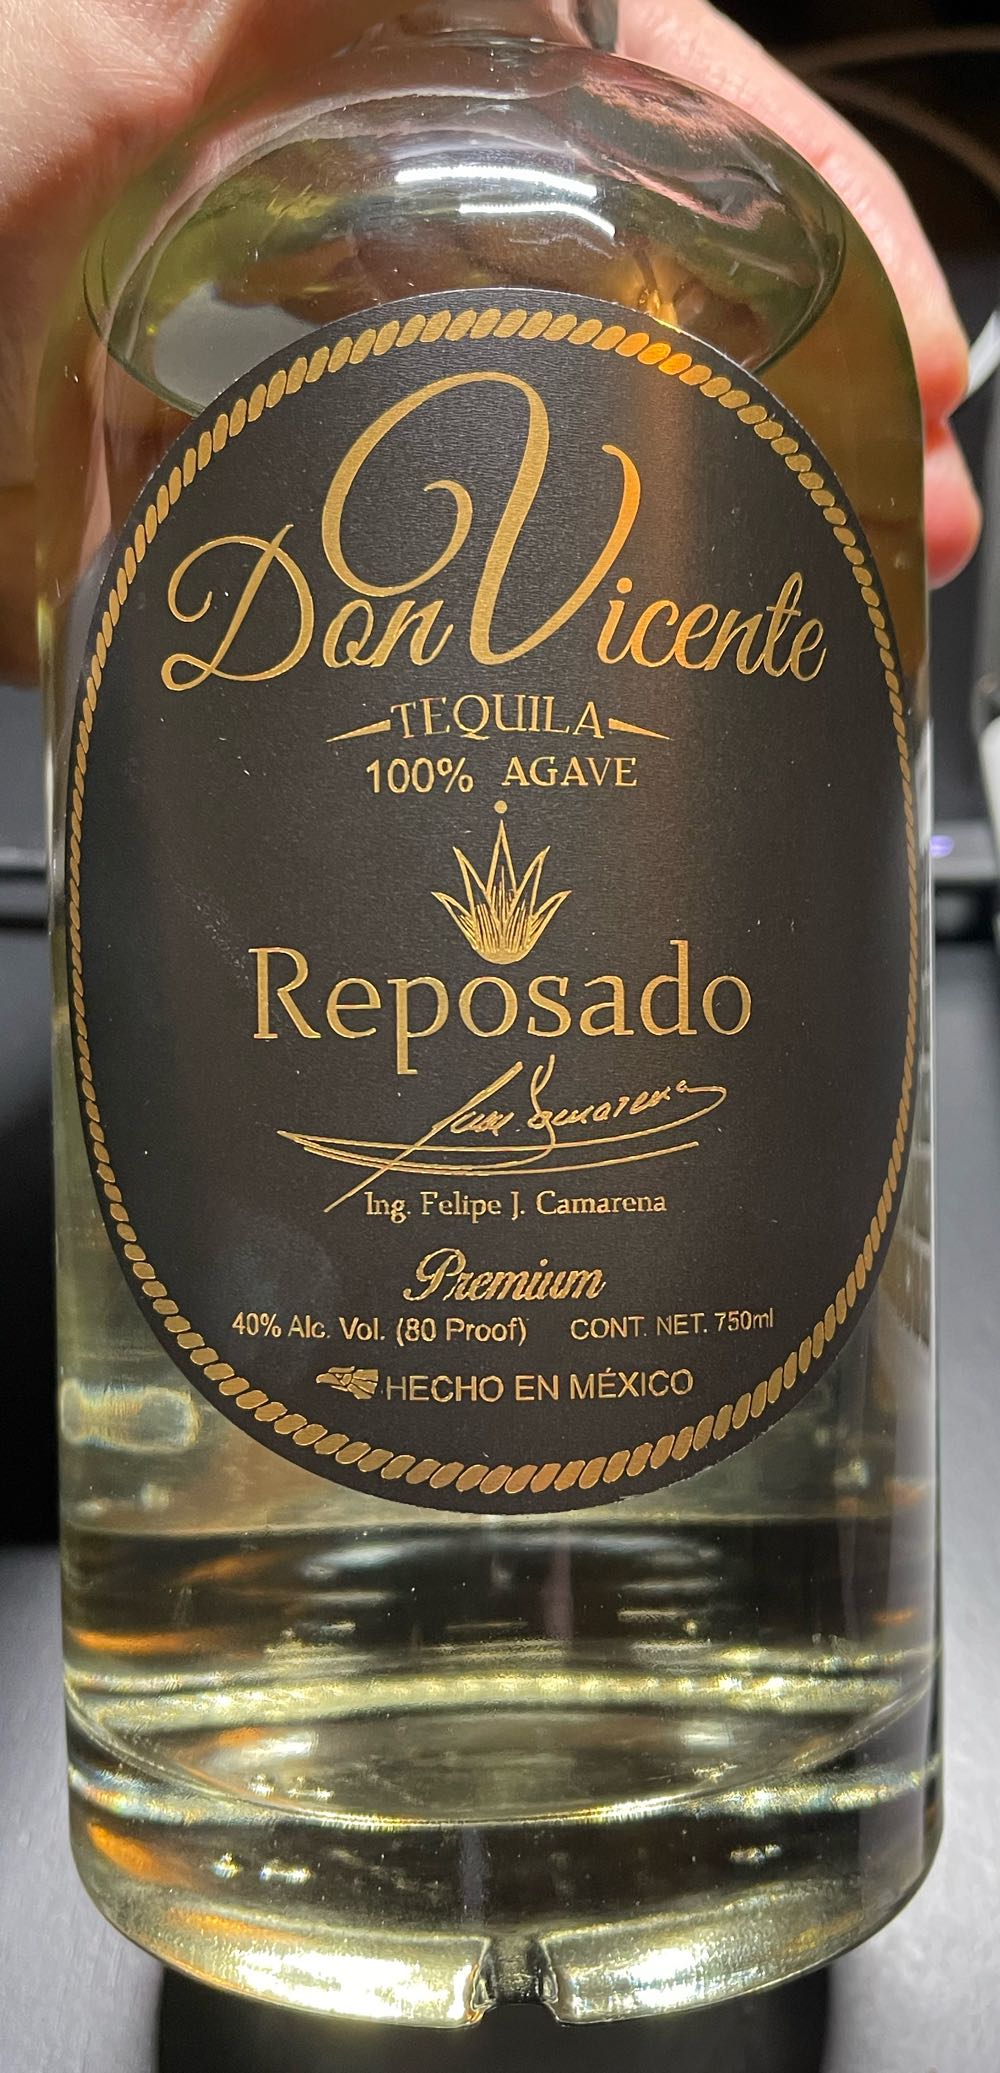 Don Vicente
TEQUILA
100% AGAVE
Reposado
Ing. Felipe J. Camarena
Premium
40% Alc. Vol. (80 Proof) CONT. NET. 750ml
HECHO EN MÉXICO